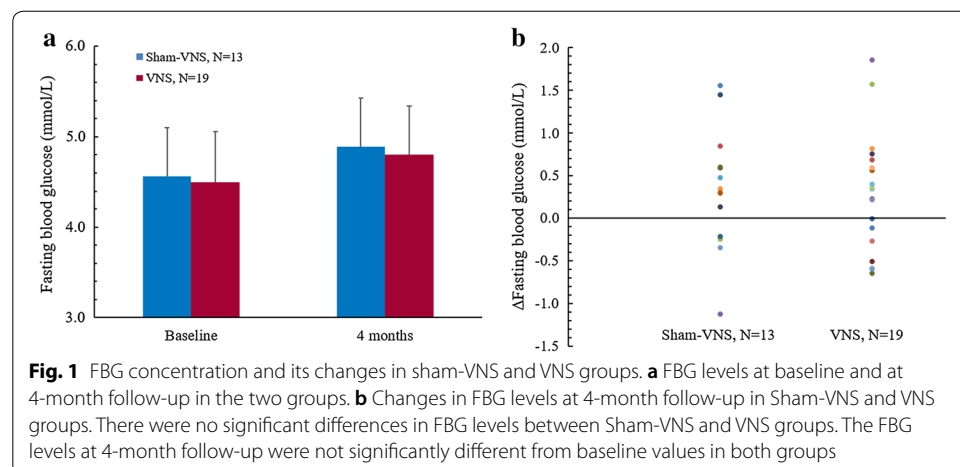 a
Sham-VNS, N=13
VNS, N=19
Fasting blood glucose (mmol/L)
6.0
5.0
4.0
3.0
Baseline
4 months
b
ΔFasting blood glucose (mmol/L)
2.0
1.5
1.0
0.5
0.0
-0.5
-1.0
-1.5
Sham-VNS, N=13
VNS, N=19
Fig. 1 FBG concentration and its changes in sham-VNS and VNS groups. a FBG levels at baseline and at
4-month follow-up in the two groups. b Changes in FBG levels at 4-month follow-up in Sham-VNS and VNS
groups. There were no significant differences in FBG levels between Sham-VNS and VNS groups. The FBG
levels at 4-month follow-up were not significantly different from baseline values in both groups